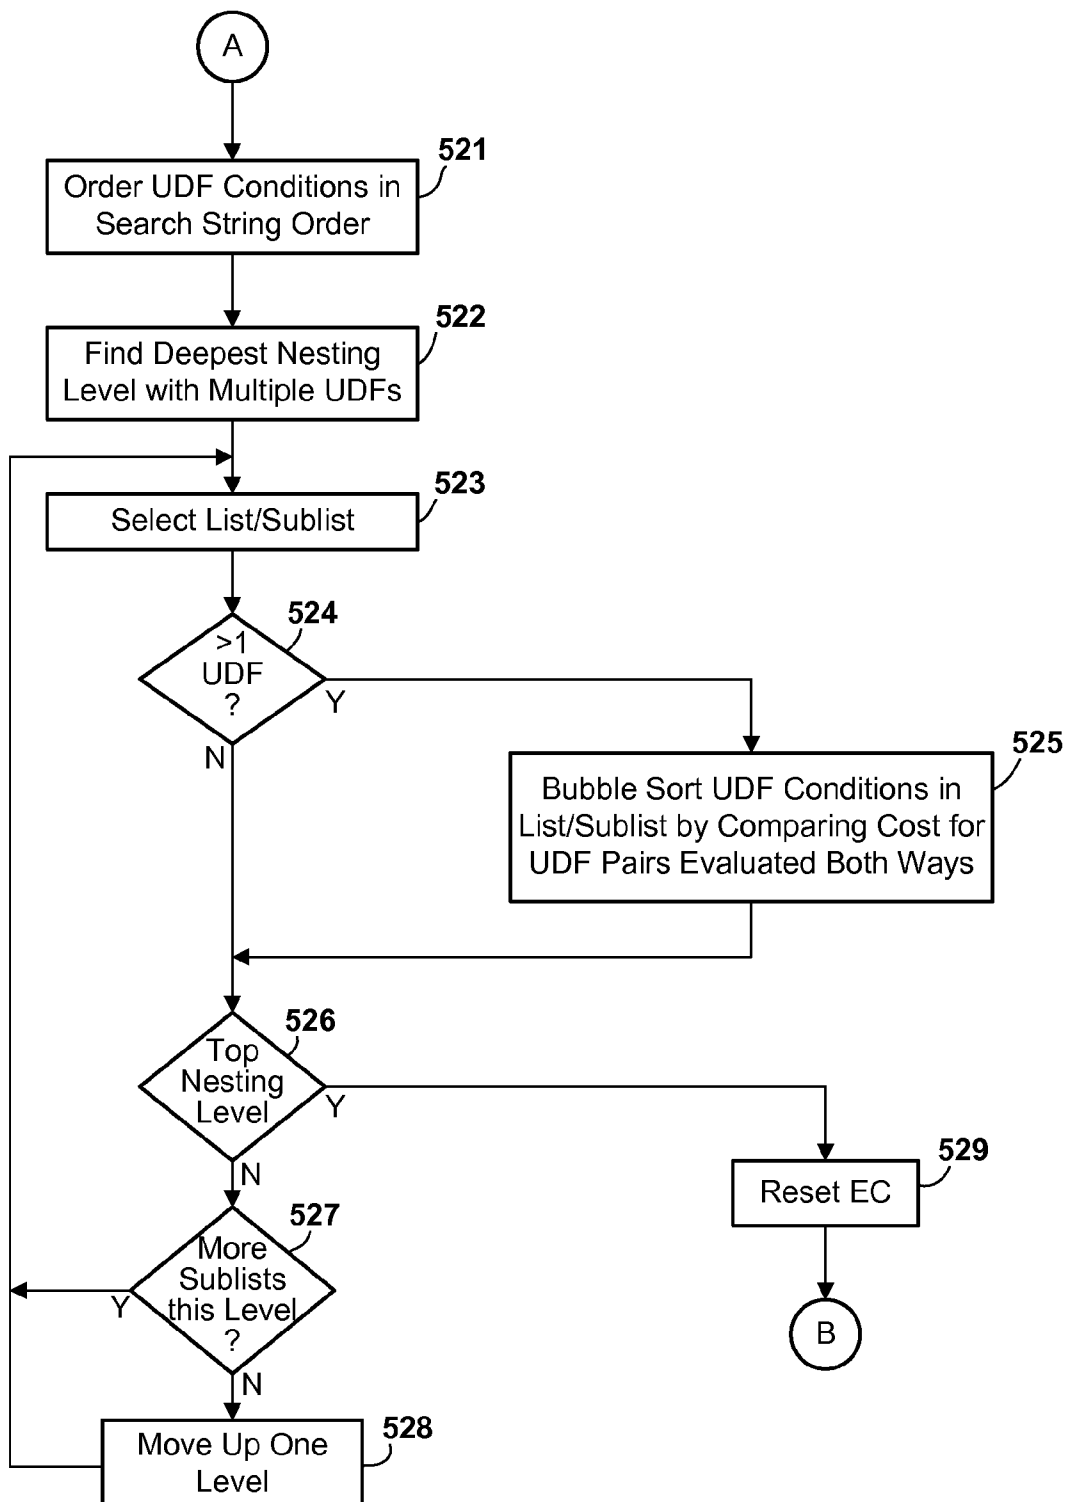 A
521
Order UDF Conditions in
Search String Order
522
Find Deepest Nesting
Level with Multiple UDFs
523
Select List/Sublist
524
>1
UDF
?
Y
N
525
Bubble Sort UDF Conditions in
List/Sublist by Comparing Cost for
UDF Pairs Evaluated Both Ways
526
Top
Nesting
Level
Y
N
529
Reset EC
527
More
Sublists
this Level
?
Y
N
B
528
Move Up One
Level